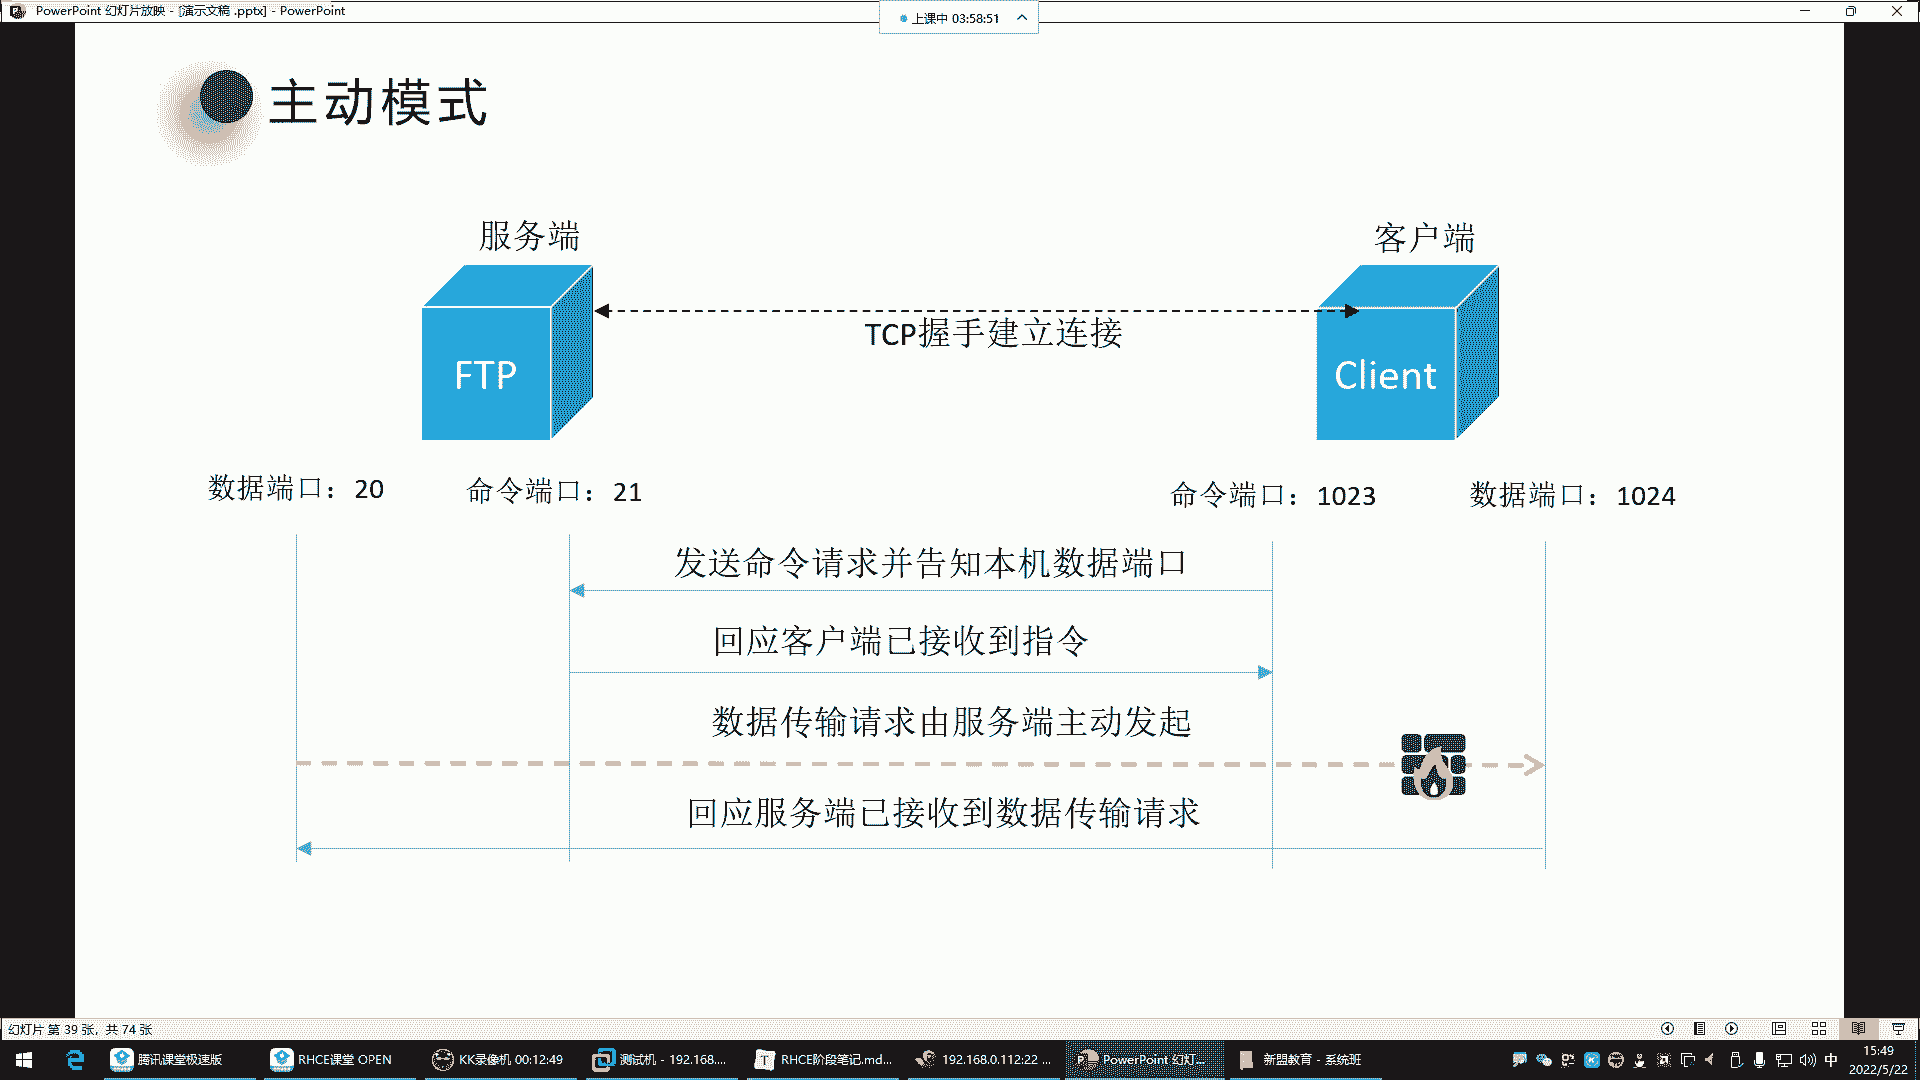 PowerPoint 幻灯片放映 - [演示文稿 .pptx] - PowerPoint
上课中 03:58:51
主动模式
服务端
客户端
TCP握手建立连接
FTP
Client
数据端口：20
命令端口：21
命令端口：1023
数据端口：1024
发送命令请求并告知本机数据端口
回应客户端已接收到指令
数据传输请求由服务端主动发起
回应服务端已接收到数据传输请求
幻灯片 第 39 张，共 74 张
腾讯课堂极速版
RHCE课堂 OPEN
KK录像机 00:12:49
测试机 - 192.168....
RHCE阶段笔记.md...
192.168.0.112:22 ...
PowerPoint 幻灯...
新盟教育 - 系统班
中
15:49
2022/5/22